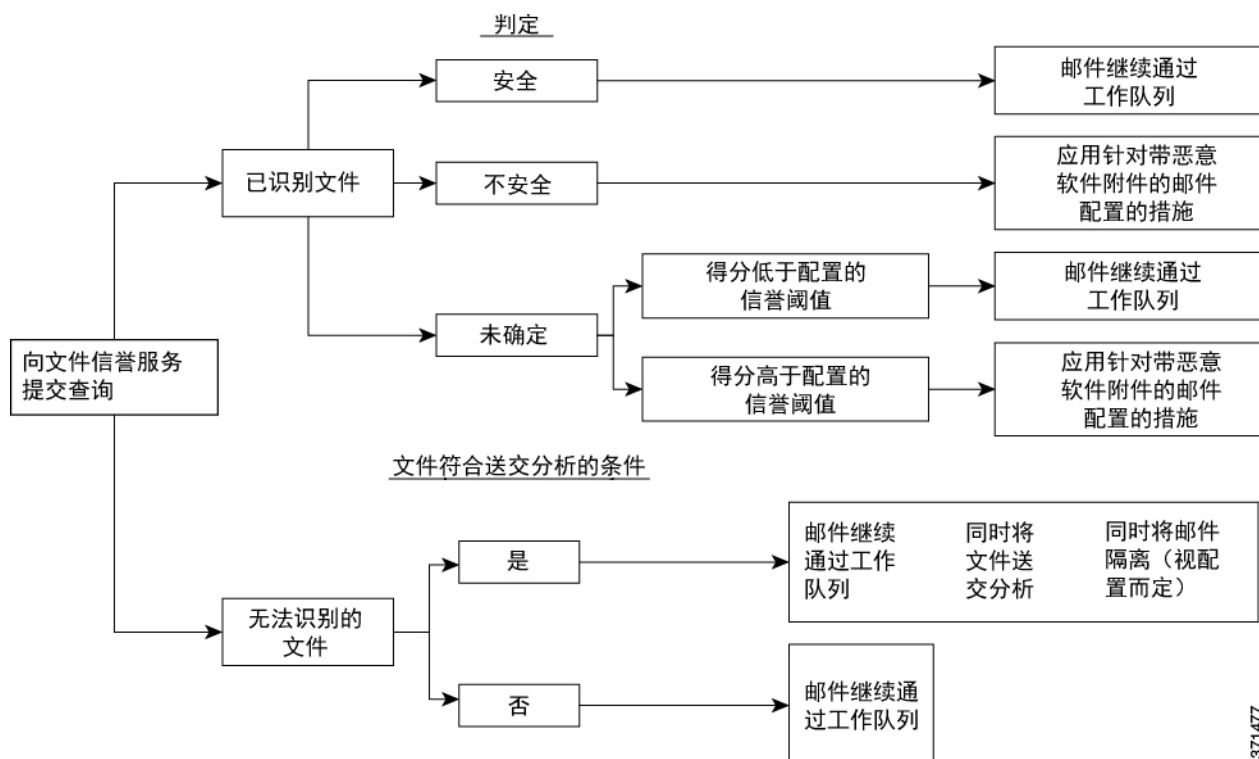 判定
安全
邮件继续通过
工作队列
已识别文件
不安全
应用针对带恶意
软件附件的邮件
配置的措施
得分低于配置的
信誉阈值
邮件继续通过
工作队列
未确定
向文件信誉服务
提交查询
得分高于配置的
信誉阈值
应用针对带恶意
软件附件的邮件
配置的措施
文件符合送交分析的条件
是
邮件继续
通过工作
队列
同时将
文件送
交分析
同时将邮件
隔离（视配
置而定）
无法识别的
文件
否
邮件继续通
过工作队列
371477